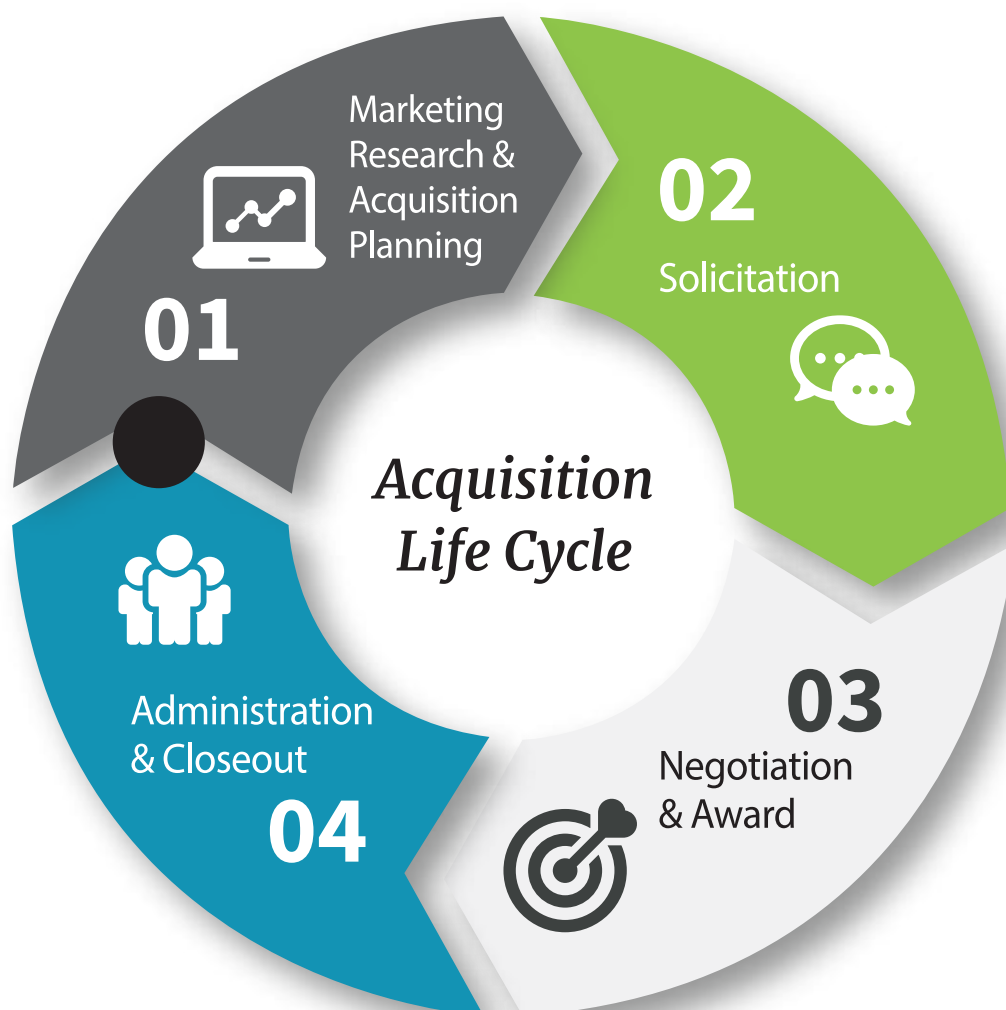 Marketing
Research &
Acquisition
Planning
01
02
Solicitation
Acquisition
Life Cycle
03
Negotiation
& Award
Administration
& Closeout
04